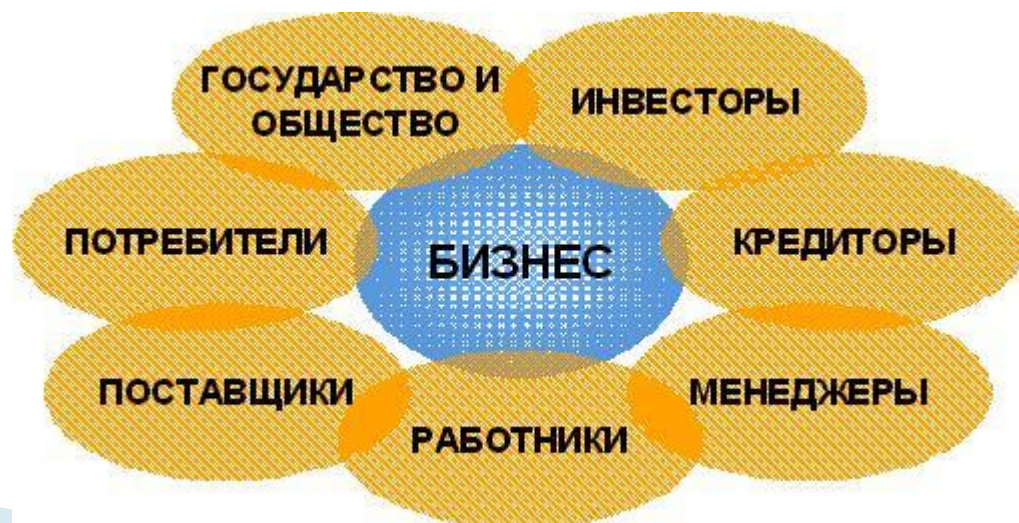 ГОСУДАРСТВО И
ОБЩЕСТВО
ИНВЕСТОРЫ
ПОТРЕБИТЕЛИ
БИЗНЕС
КРЕДИТОРЫ
ПОСТАВЩИКИ
МЕНЕДЖЕРЫ
РАБОТНИКИ